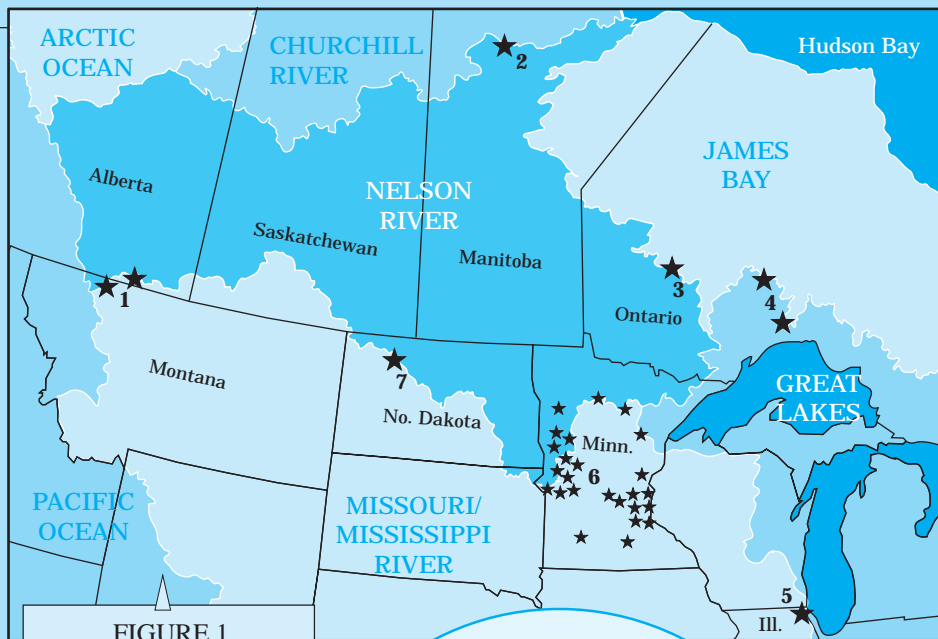 ARCTIC
OCEAN
CHURCHILL
RIVER
2
Hudson Bay
JAMES
BAY
Alberta
NELSON
RIVER
Saskatchewan
Manitoba
1
3
4
Ontario
Montana
7
No. Dakota
Minn.
6
GREAT
LAKES
PACIFIC
OCEAN
MISSOURI/
MISSISSIPPI
RIVER
5
Ill.
FIGURE 1